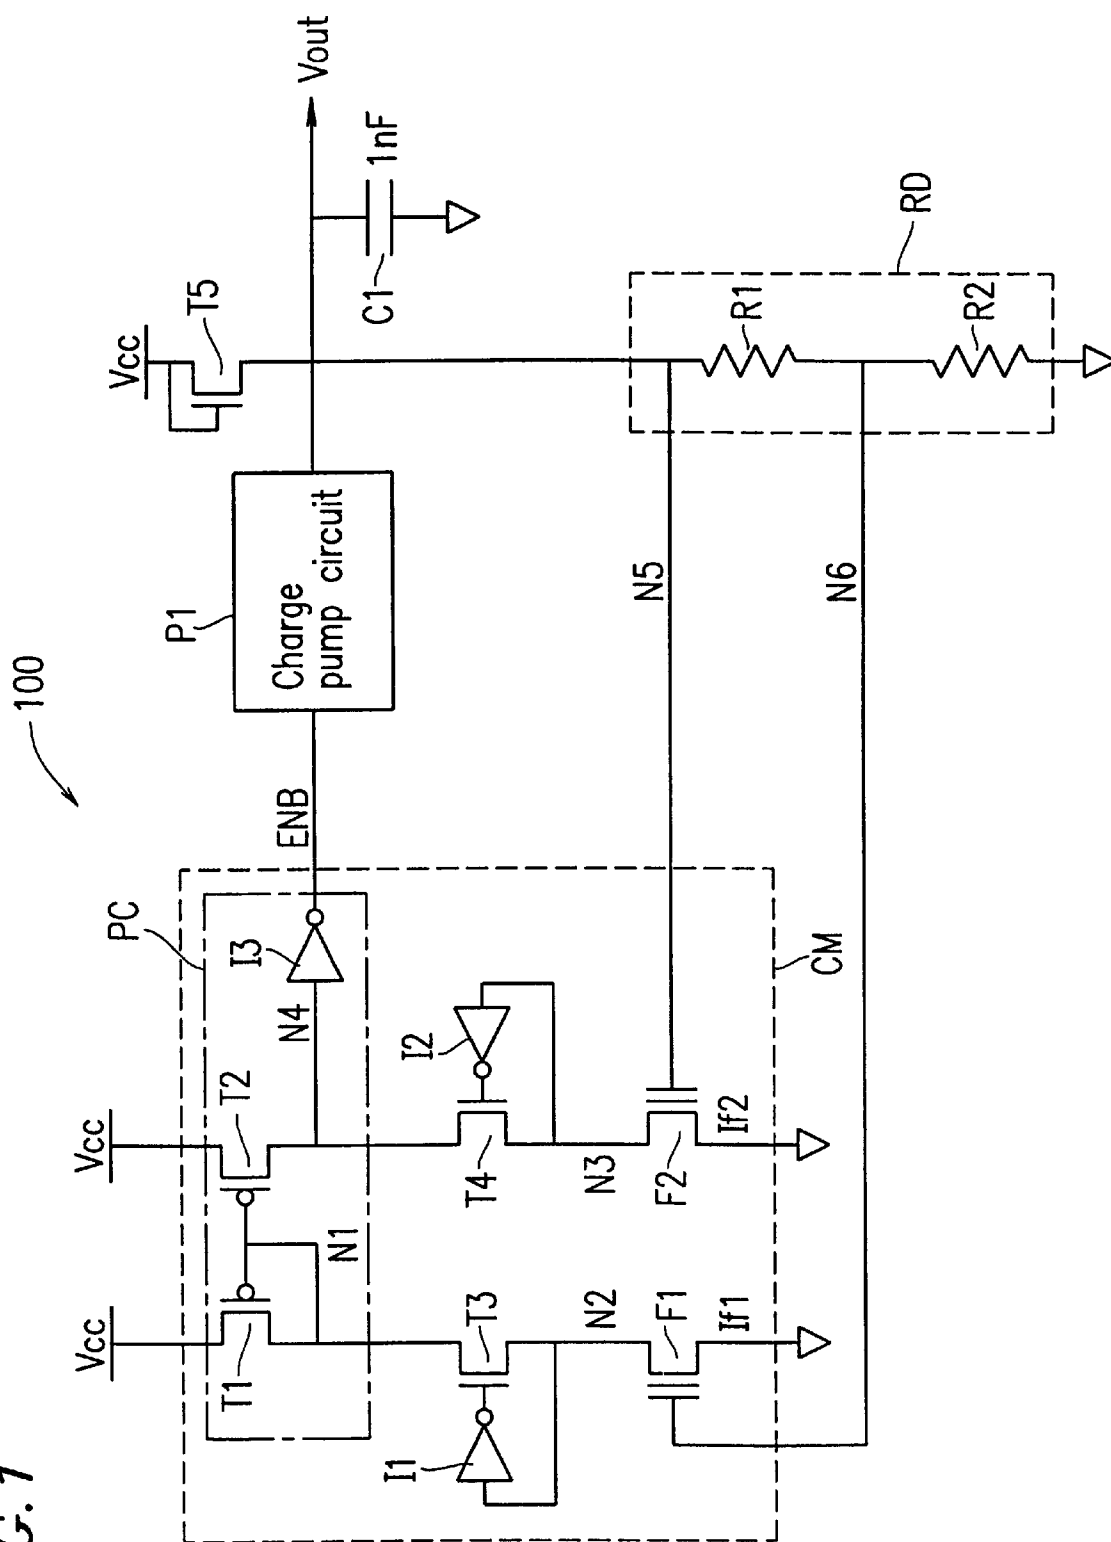 G.
100
Vcc
Vcc
PC
Vcc
P1
T5
T1
T2
I3
Vout
N1
N4
ENB
Charge
pump circuit
C1
1nF
I1
I2
T3
T4
N2
N3
N5
F1
F2
If1
If2
R1
RD
CM
N6
R2